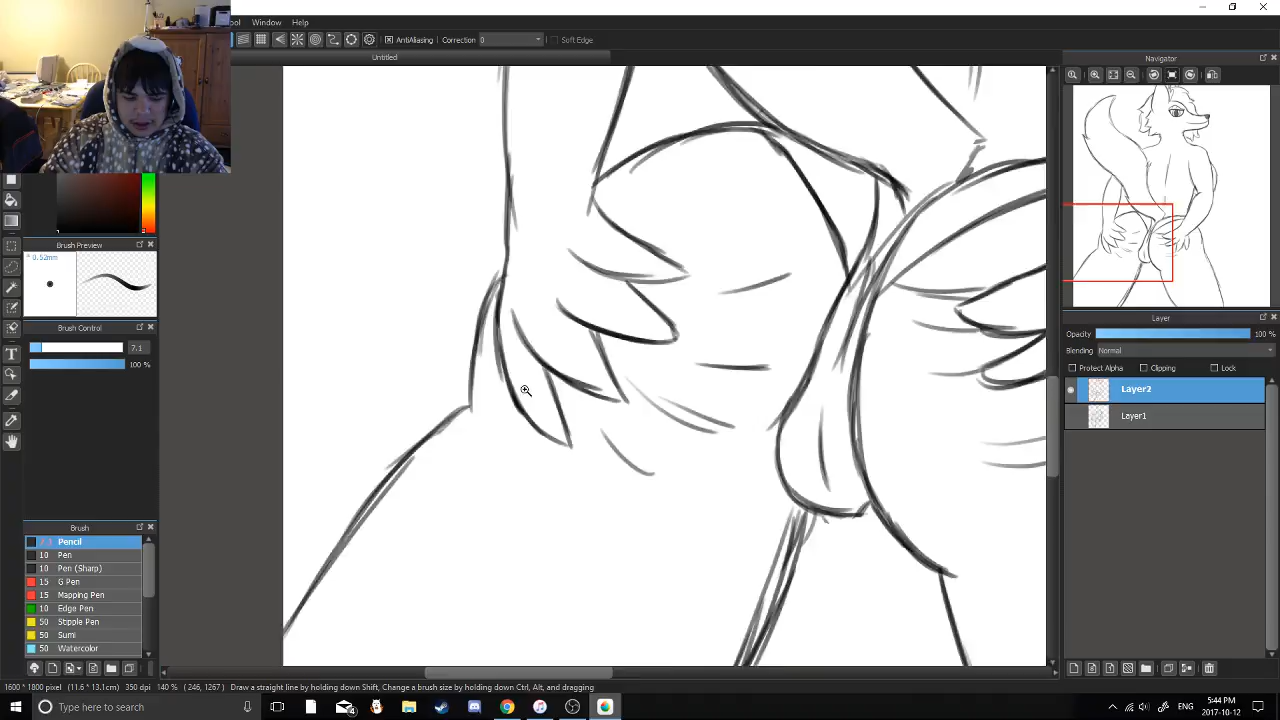 ool Window Help
AntiAliasing Correction 0 Soft Edge
Untitled
Navigator
Brush Preview
* 0.52mm
Brush Control
7.1
100 %
Layer
Opacity 100 %
Blending Normal
Protect Alpha Clipping Locked
Layer2
Layer1
Brush
Pencil
10 Pen
10 Pen (Sharp)
15 G Pen
15 Mapping Pen
10 Edge Pen
50 Stipple Pen
50 Sumi
50 Watercolor
1600 * 1800 pixel (11.6 * 13.1cm) 350 dpi 140 % (246, 1267) Draw a straight line by holding down Shift, Change a brush size by holding down Ctrl, Alt, and dragging
Type here to search
4
5:44 PM
2017-10-12